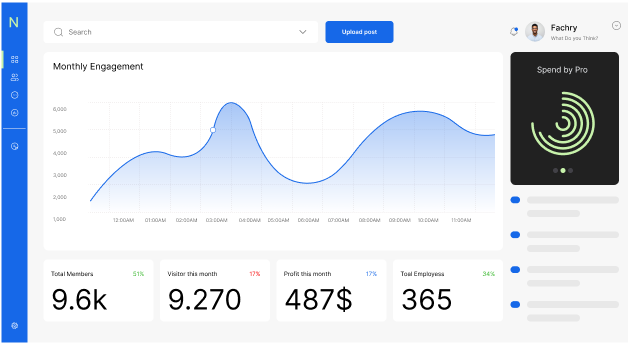 N
Search
Upload post
Fachry
What Do you Think?
Monthly Engagement
Spend by Pro
6,000
5,000
4,000
3,000
2,000
1,000
12:00AM 01:00AM 02:00AM 03:00AM 04:00AM 05:00AM 06:00AM 07:00AM 08:00AM 09:00AM 10:00AM 11:00AM
Total Members 51%
9.6k
Visitor this month 17%
9.270
Profit this month 17%
487$
Toal Employess 34%
365